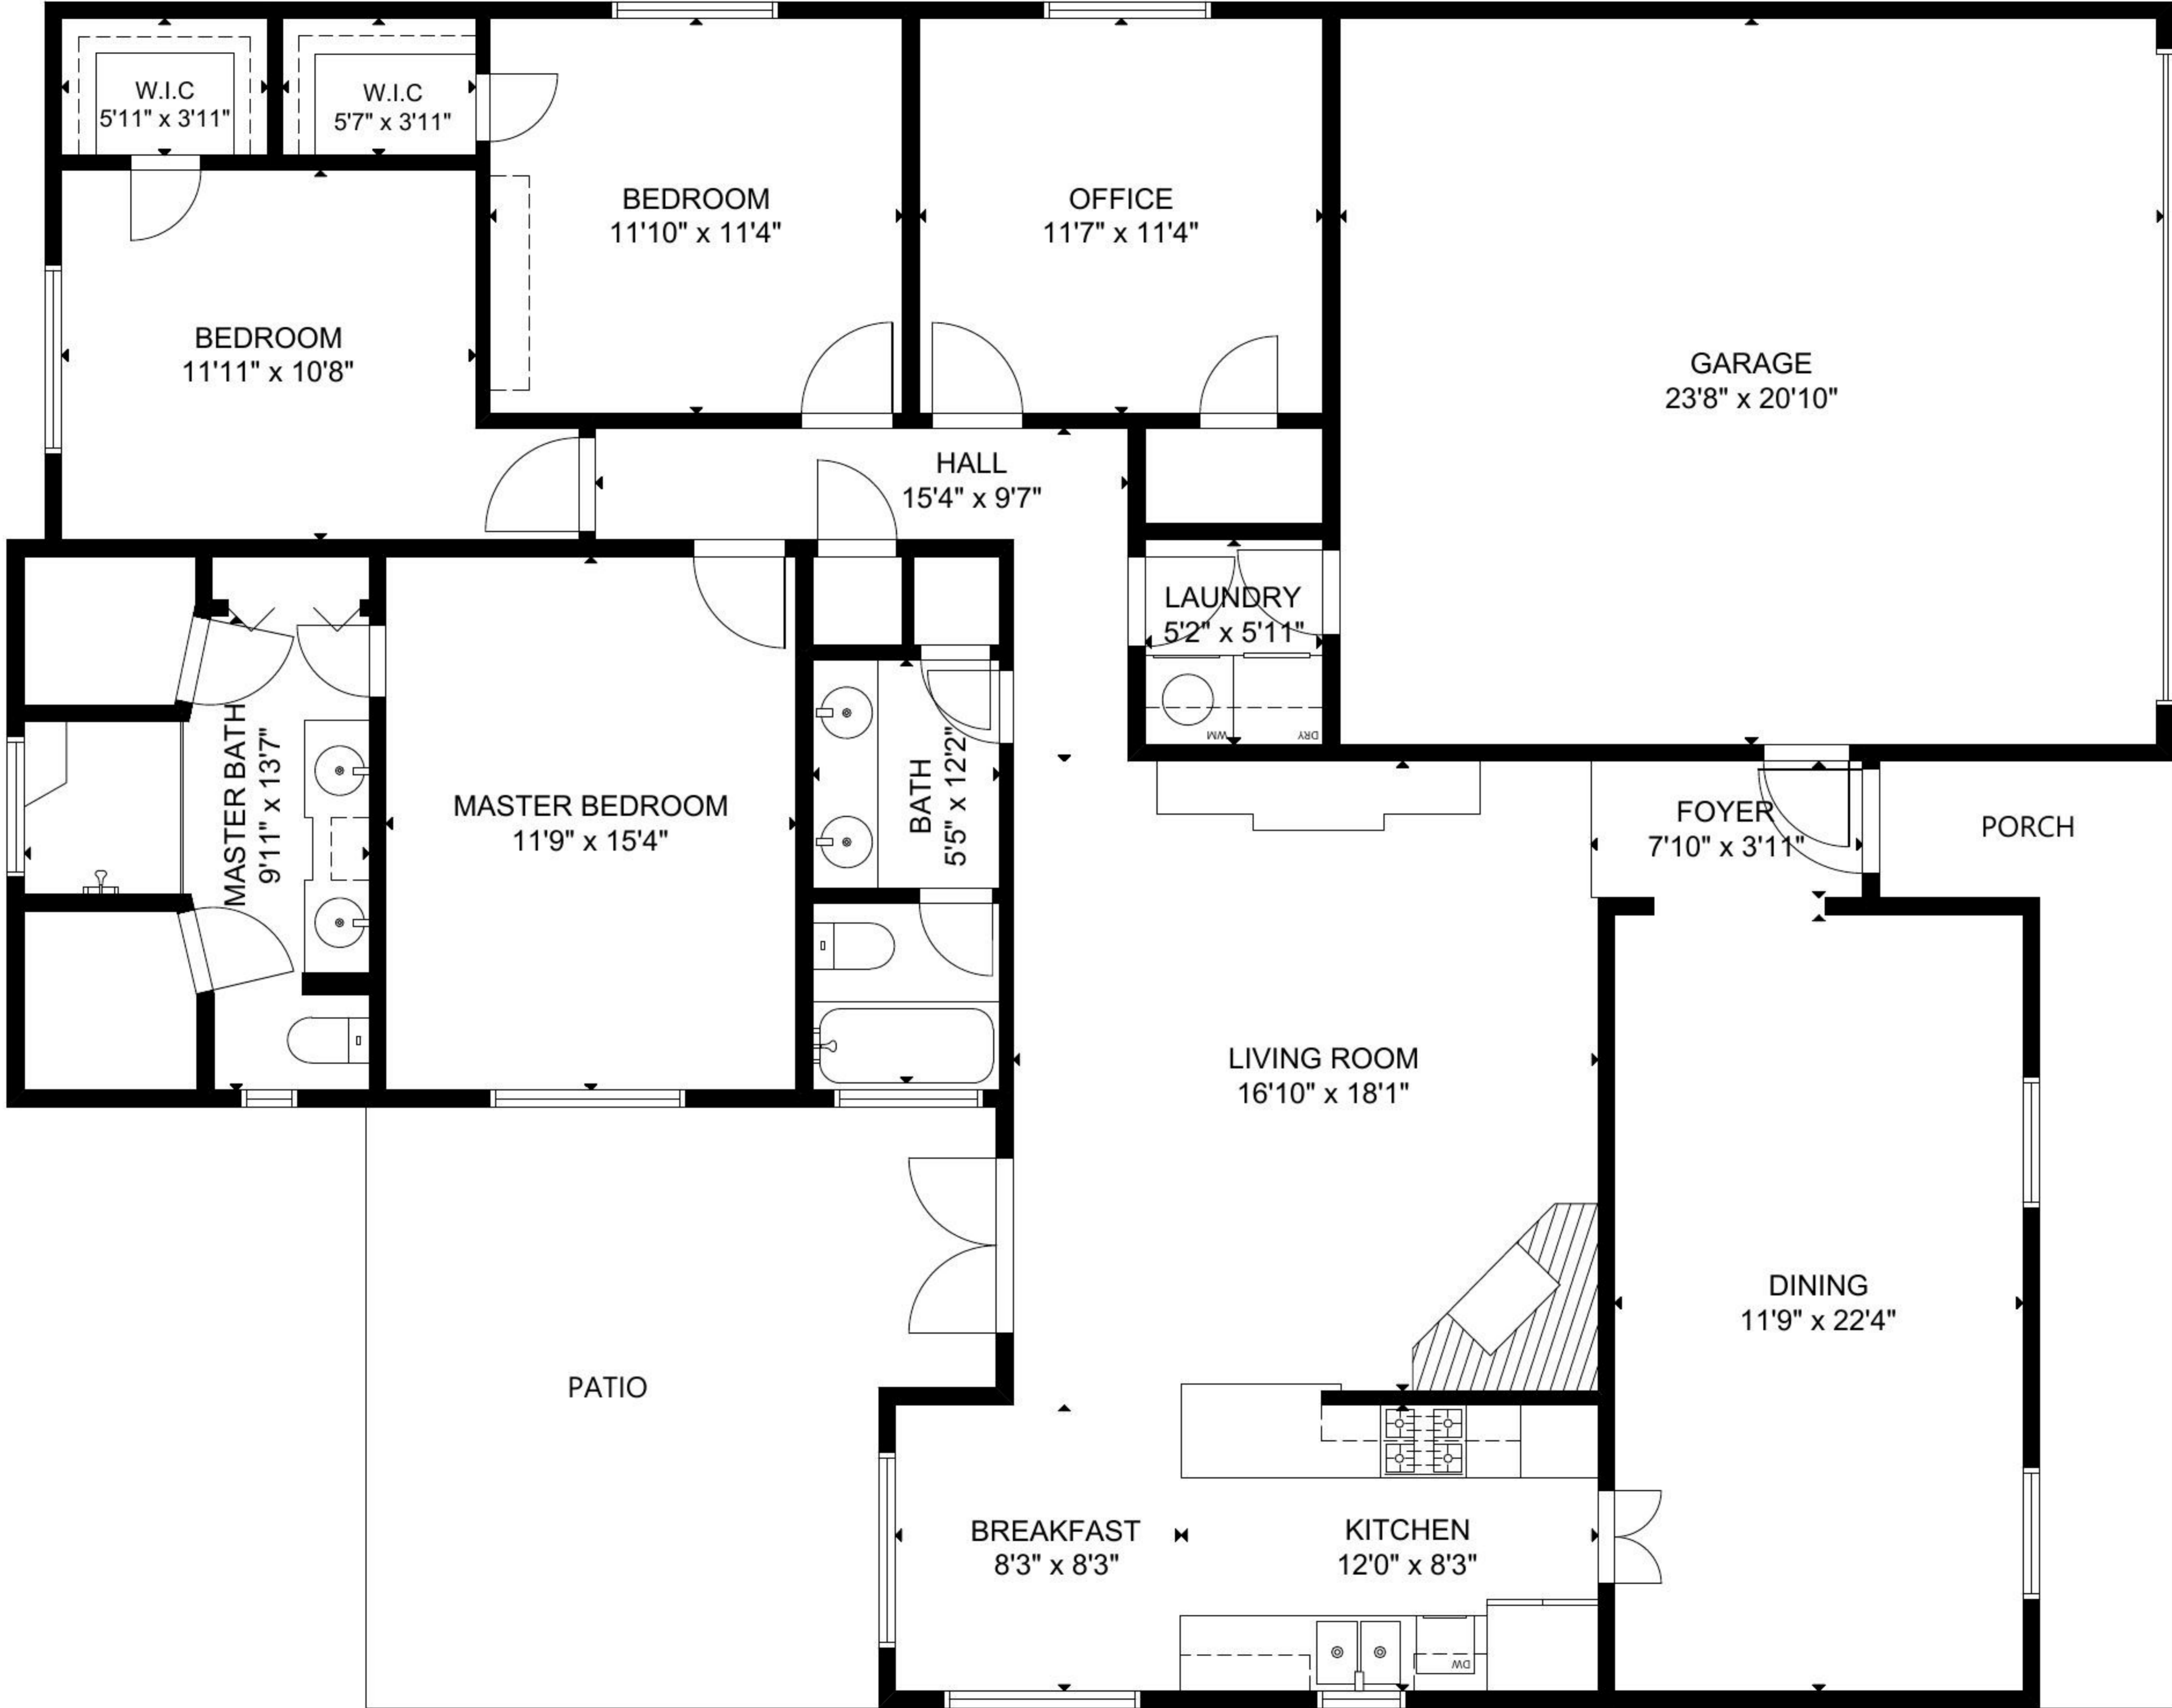 W.I.C
5'11" x 3'11"
W.I.C
5'7" x 3'11"
BEDROOM
11'10" x 11'4"
OFFICE
11'7" x 11'4"
BEDROOM
11'11" x 10'8"
GARAGE
23'8" x 20'10"
HALL
15'4" x 9'7"
LAUNDRY
5'2" x 5'11"
WM
DRY
MASTER BATH
9'11" x 13'7"
MASTER BEDROOM
11'9" x 15'4"
BATH
5'5" x 12'2"
FOYER
7'10" x 3'11"
PORCH
LIVING ROOM
16'10" x 18'1"
DINING
11'9" x 22'4"
PATIO
BREAKFAST
8'3" x 8'3"
KITCHEN
12'0" x 8'3"
DW